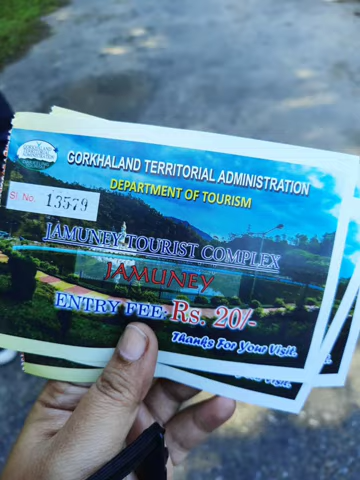 GORKHALAND TERRITORIAL ADMINISTRATION
DEPARTMENT OF TOURISM
Sl. No. 13579
JAMUNEY TOURIST COMPLEX
JAMUNEY
ENTRY FEE: Rs. 20/-
Thanks For Your Visit.